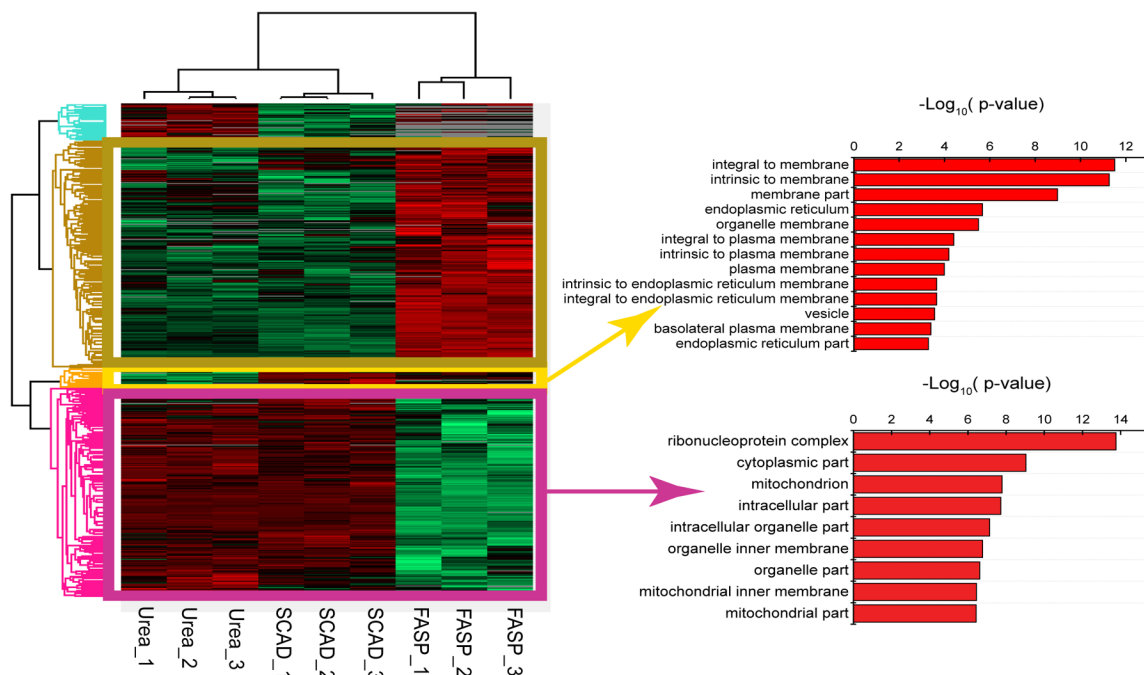 -Log10( p-value)
0 2 4 6 8 10 12
integral to membrane
intrinsic to membrane
membrane part
endoplasmic reticulum
organelle membrane
integral to plasma membrane
intrinsic to plasma membrane
plasma membrane
intrinsic to endoplasmic reticulum membrane
integral to endoplasmic reticulum membrane
vesicle
basolateral plasma membrane
endoplasmic reticulum part
-Log10( p-value)
0 2 4 6 8 10 12 14
ribonucleoprotein complex
cytoplasmic part
mitochondrion
intracellular part
intracellular organelle part
organelle inner membrane
organelle part
mitochondrial inner membrane
mitochondrial part
Urea_1
Urea_2
Urea_3
SCAD_
SCAD_2
SCAD_3
FASP_1
FASP_2
FASP_3